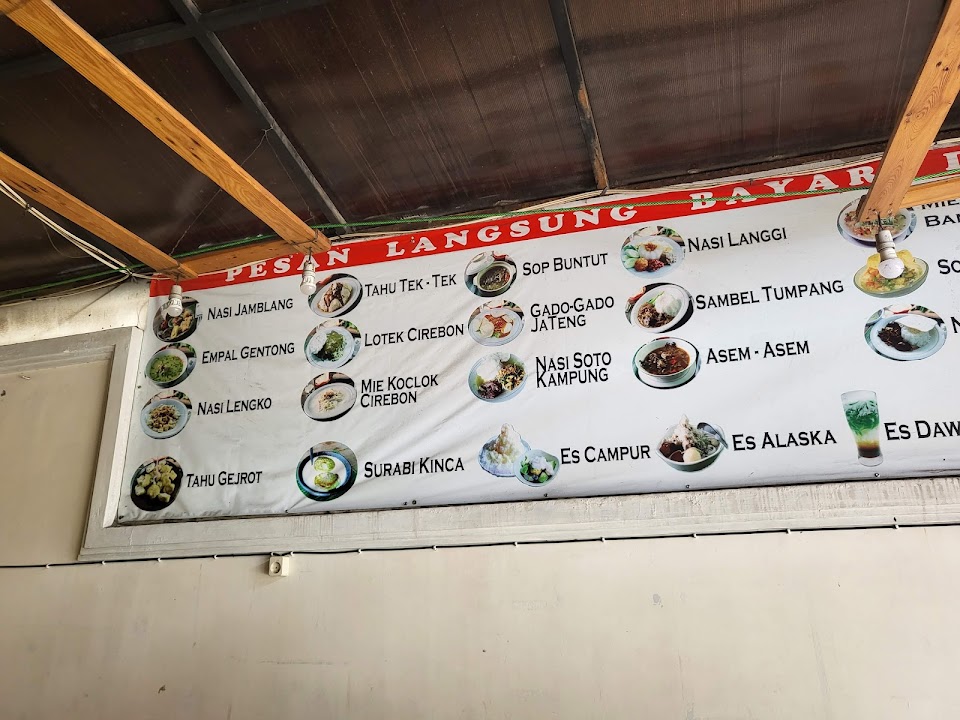 PESAN LANGSUNG BAYAR
NASI JAMBLANG
EMPAL GENTONG
NASI LENGKO
TAHU GEJROT
TAHU TEK - TEK
LOTEK CIREBON
MIE KOCLOK
CIREBON
SURABI KINCA
SOP BUNTUT
GADO-GADO
JATENG
NASI SOTO
KAMPUNG
ES CAMPUR
NASI LANGGI
SAMBEL TUMPANG
ASEM - ASEM
ES ALASKA
MIE
ES DAW